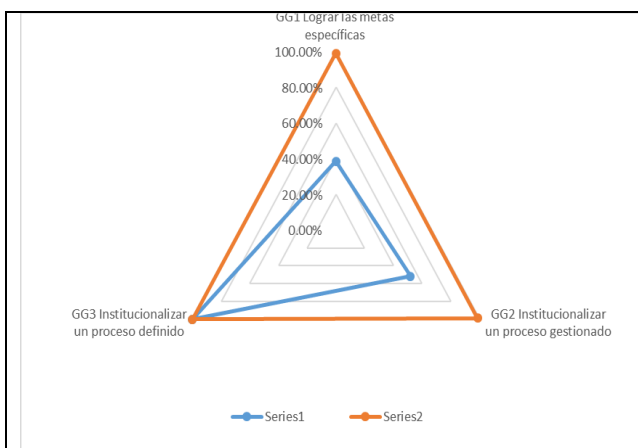 GG1 Lograr las metas
específicas
100.00%
80.00%
60.00%
40.00%
20.00%
0.00%
GG3 Institucionalizar
un proceso definido
GG2 Institucionalizar
un proceso gestionado
Series1
Series2